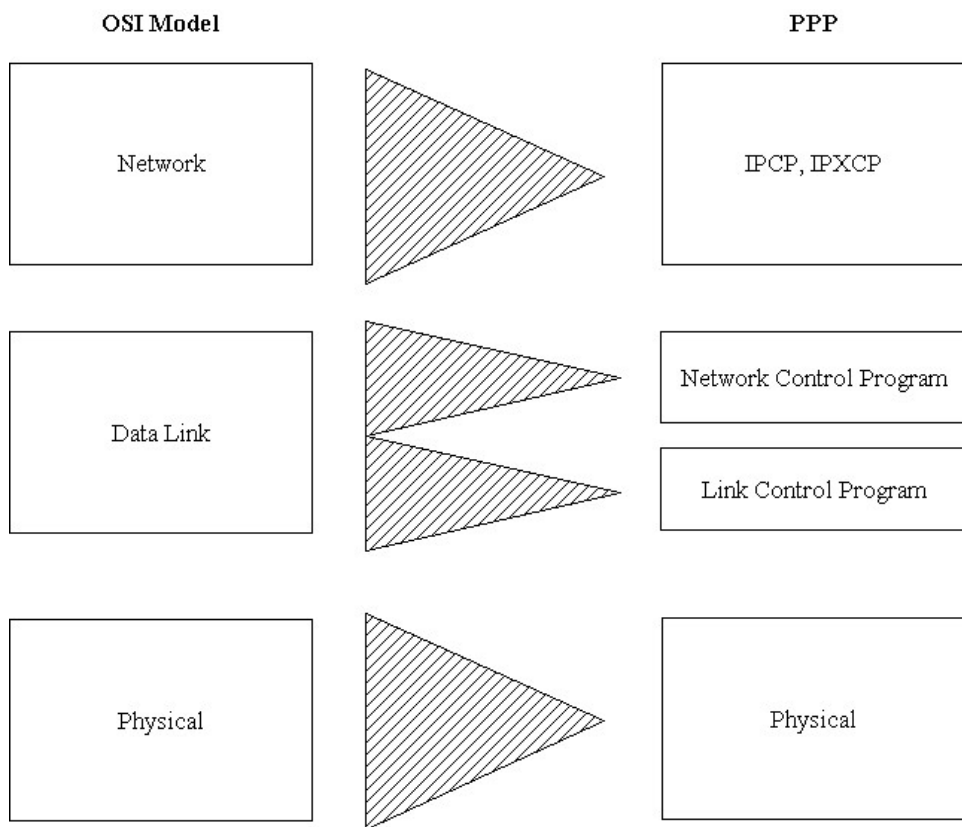 OSI Model
PPP
Network
IPCP, IPXCP
Data Link
Network Control Program
Link Control Program
Physical
Physical